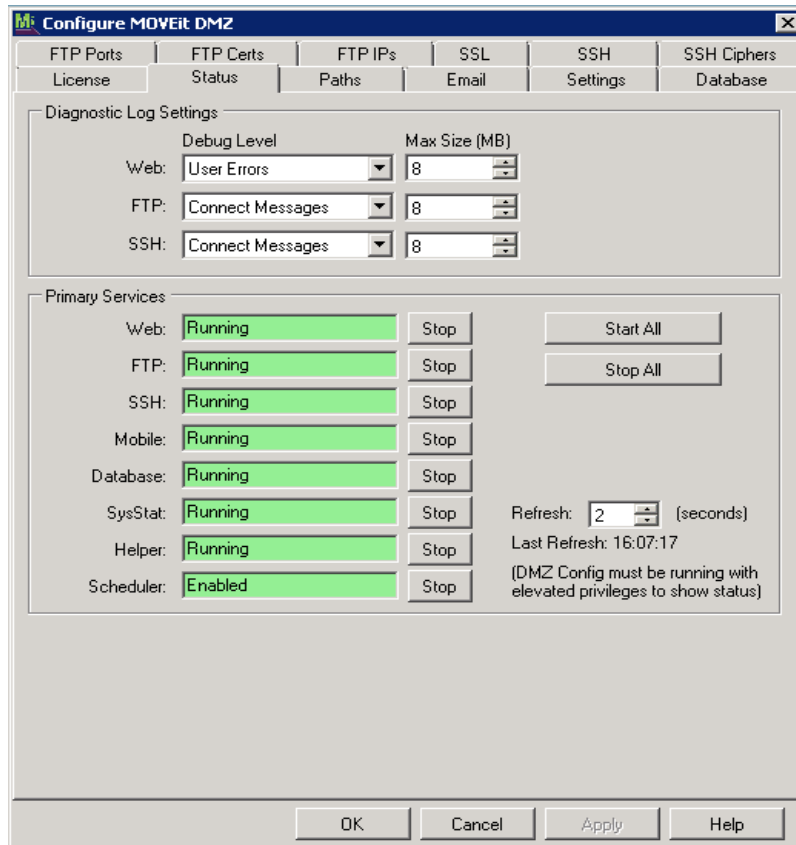 Configure MOVEit DMZ
FTP Ports FTP Certs FTP IPs SSL SSH SSH Ciphers
License Status Paths Email Settings Database
Diagnostic Log Settings
Debug Level Max Size (MB)
Web: User Errors 8
FTP: Connect Messages 8
SSH: Connect Messages 8
Primary Services
Web: Running Stop Start All
FTP: Running Stop Stop All
SSH: Running Stop
Mobile: Running Stop
Database: Running Stop
SysStat: Running Stop Refresh: 2 (seconds)
Helper: Running Stop Last Refresh: 16:07:17
Scheduler: Enabled Stop (DMZ Config must be running with
elevated privileges to show status)
OK Cancel Apply Help